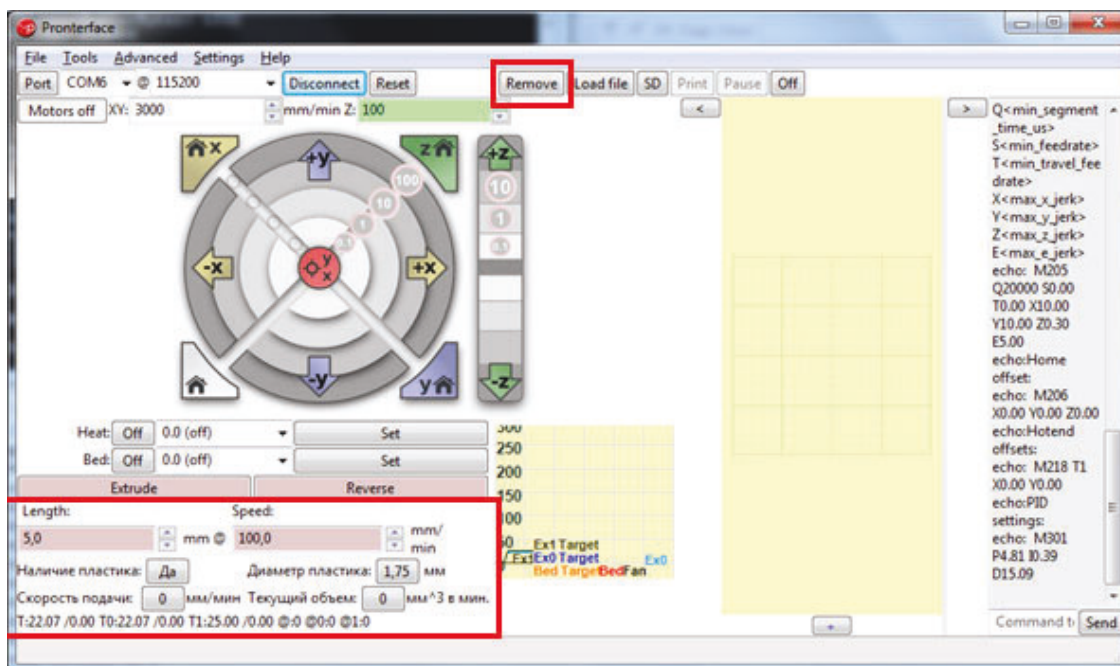 Pronterface
File Tools Advanced Settings Help
Port COM6 @ 115200 Disconnect Reset Remove Load file SD Print Pause Off
Motors off XY: 3000 mm/min Z: 100 < >
x z +y +z
100
10
1
10
1
-x y x +x
-y y -z
Heat: Off 0.0 (off) Set
Bed: Off 0.0 (off) Set
Extrude Reverse
Length: Speed:
5,0 mm @ 100,0 mm/
min
Наличие пластика: Да Диаметр пластика: 1,75 мм
Скорость подачи: 0 мм/мин Текущий объем: 0 мм^3 в мин.
T:22.07 /0.00 T0:22.07 /0.00 T1:25.00 /0.00 @:0 @0:0 @1:0
300
250
200
150
100
50
Ex1 Target
Ex1 Ex0 Target Ex0
Bed Target Bed Fan
+
Q<min_segment
_time_us>
S<min_feedrate>
T<min_travel_fee
drate>
X<max_x_jerk>
Y<max_y_jerk>
Z<max_z_jerk>
E<max_e_jerk>
echo: M205
Q20000 S0.00
T0.00 X10.00
Y10.00 Z0.30
E5.00
echo:Home
offset:
echo: M206
X0.00 Y0.00 Z0.00
echo:Hotend
offsets:
echo: M218 T1
X0.00 Y0.00
echo:PID
settings:
echo: M301
P4.81 I0.39
D15.09
Command t Send